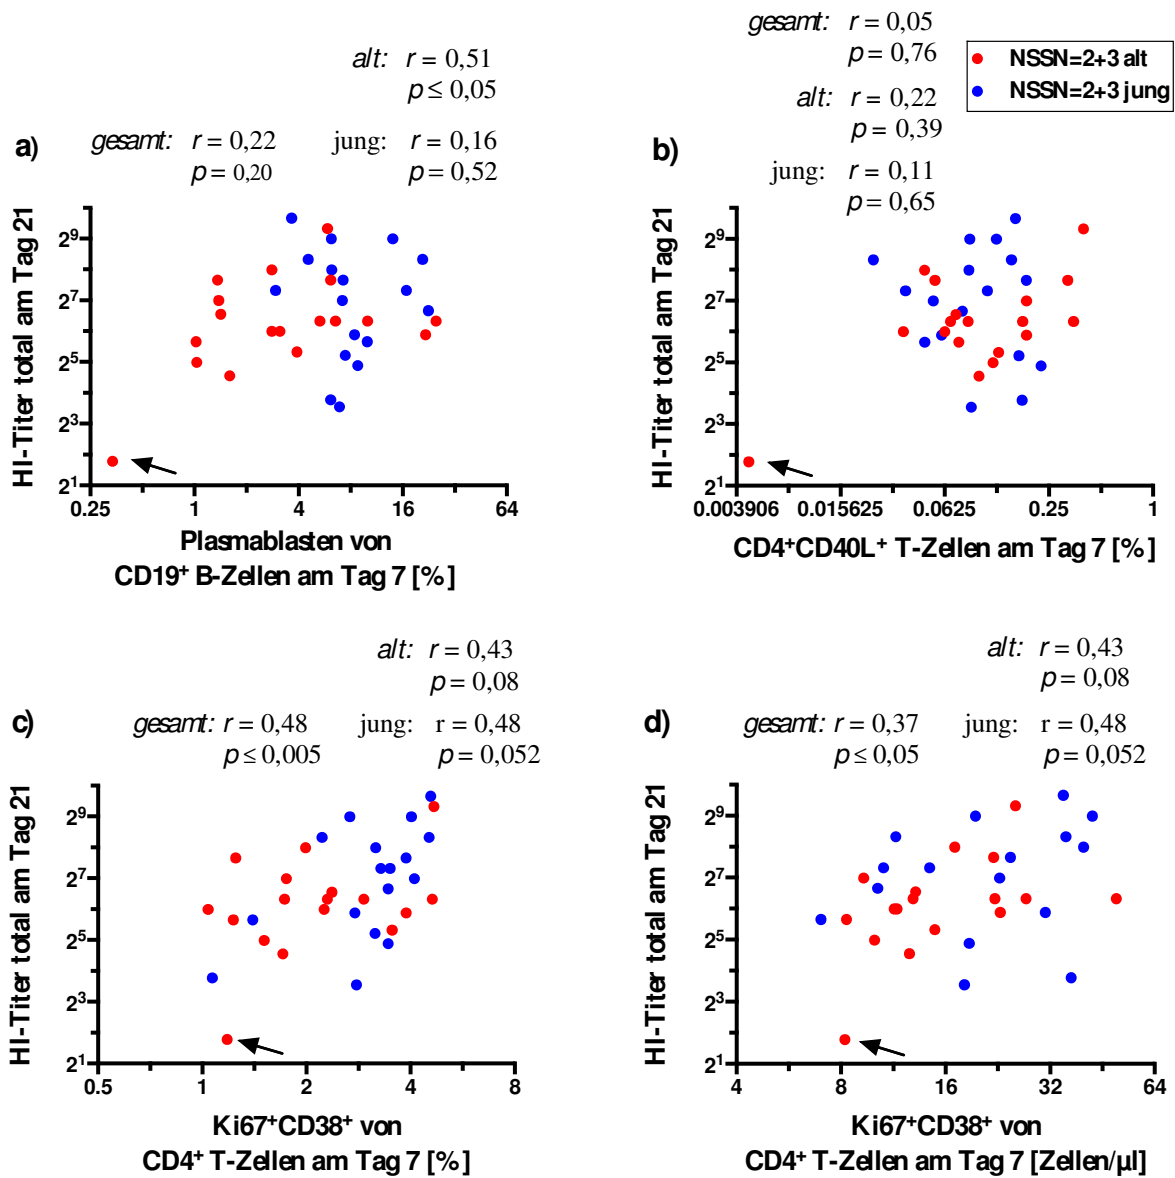 alt: r = 0,51
p ≤ 0,05
a)
gesamt: r = 0,22 jung: r = 0,16
p = 0,20 p = 0,52
HI-Titer total am Tag 21
2⁹
2⁷
2⁵
2³
2¹
0.25 1 4 16 64
Plasmablasten von
CD19⁺ B-Zellen am Tag 7 [%]
gesamt: r = 0,05
p = 0,76
alt: r = 0,22
p = 0,39
b)
jung: r = 0,11
p = 0,65
NSSN=2+3 alt
NSSN=2+3 jung
HI-Titer total am Tag 21
2⁹
2⁷
2⁵
2³
2¹
0.003906 0.015625 0.0625 0.25 1
CD4⁺CD40L⁺ T-Zellen am Tag 7 [%]
alt: r = 0,43
p = 0,08
c)
gesamt: r = 0,48 jung: r = 0,48
p ≤ 0,005 p = 0,052
HI-Titer total am Tag 21
2⁹
2⁷
2⁵
2³
2¹
0.5 1 2 4 8
Ki67⁺CD38⁺ von
CD4⁺ T-Zellen am Tag 7 [%]
alt: r = 0,43
p = 0,08
d)
gesamt: r = 0,37 jung: r = 0,48
p ≤ 0,05 p = 0,052
HI-Titer total am Tag 21
2⁹
2⁷
2⁵
2³
2¹
4 8 16 32 64
Ki67⁺CD38⁺ von
CD4⁺ T-Zellen am Tag 7 [Zellen/µl]